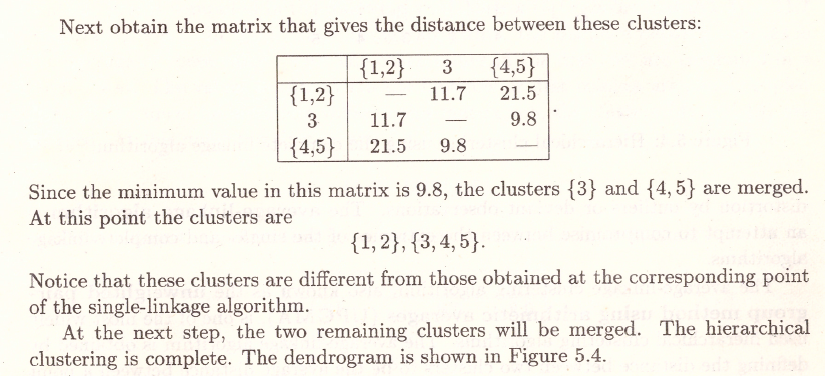 Next obtain the matrix that gives the distance between these clusters:
{1,2} 3 {4,5}
{1,2} — 11.7 21.5
3 11.7 — 9.8
{4,5} 21.5 9.8 —
.
Since the minimum value in this matrix is 9.8, the clusters {3} and {4, 5} are merged.
At this point the clusters are
{1, 2}, {3, 4, 5}.
Notice that these clusters are different from those obtained at the corresponding point
of the single-linkage algorithm.
At the next step, the two remaining clusters will be merged. The hierarchical
clustering is complete. The dendrogram is shown in Figure 5.4.